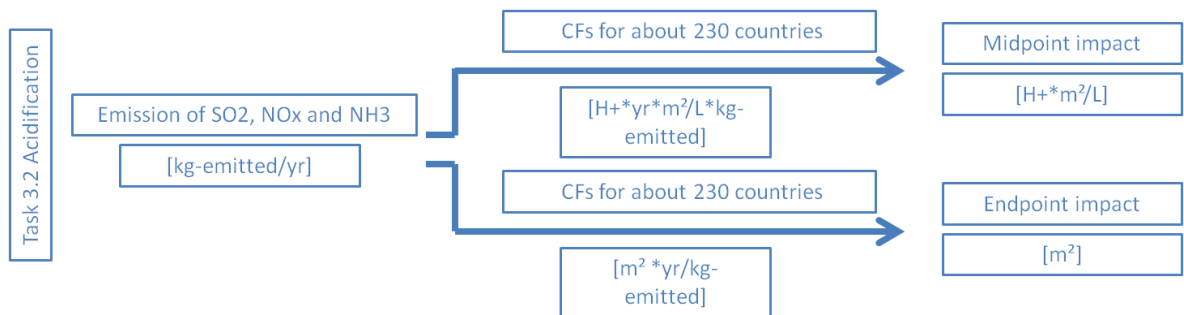 Task 3.2 Acidification
Emission of SO2, NOx and NH3
[kg-emitted/yr]
CFs for about 230 countries
[H+*yr*m²/L*kg-
emitted]
Midpoint impact
[H+*m²/L]
CFs for about 230 countries
[m² *yr/kg-
emitted]
Endpoint impact
[m²]